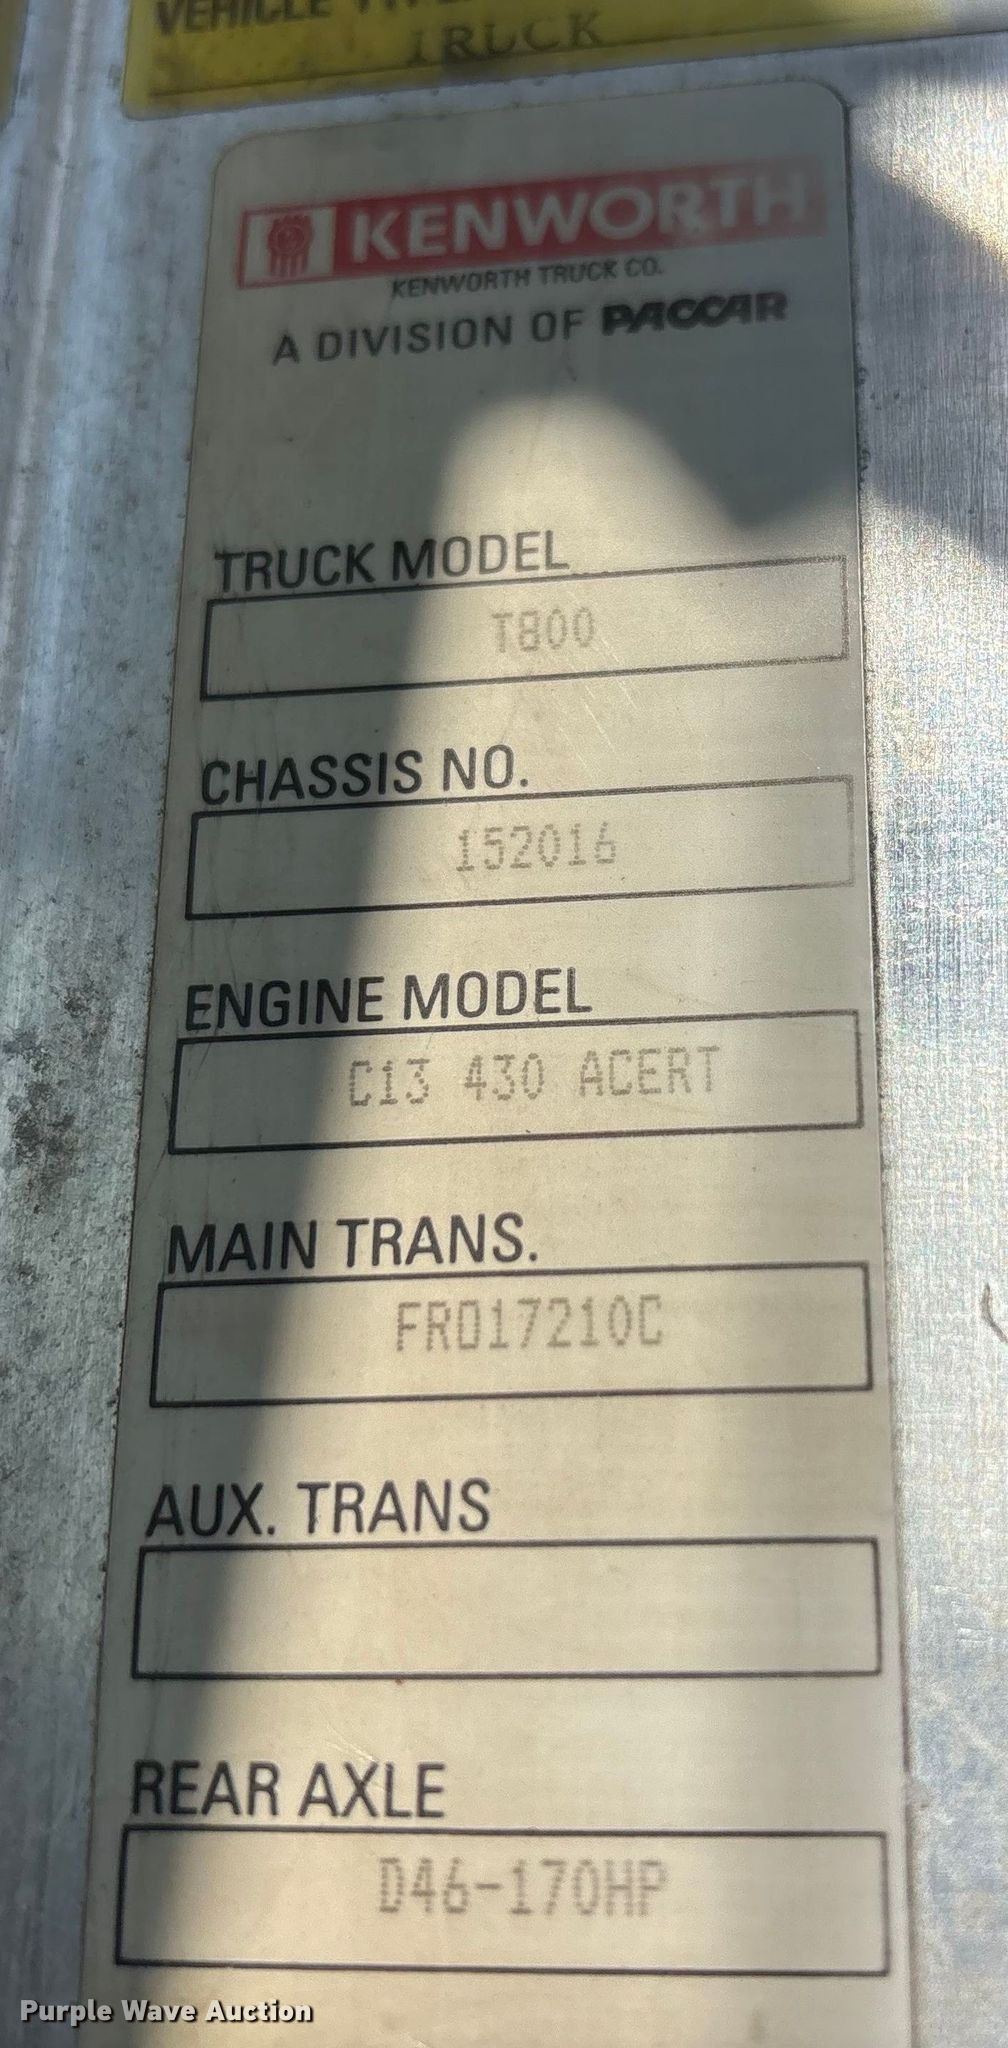 VEHICLE
TRUCK
KENWORTH
KENWORTH TRUCK CO.
A DIVISION OF PACCAR
TRUCK MODEL
T800
CHASSIS NO.
152016
ENGINE MODEL
C13 430 ACERT
MAIN TRANS.
FRO17210C
AUX. TRANS
REAR AXLE
D46-170HP
Purple Wave Auction